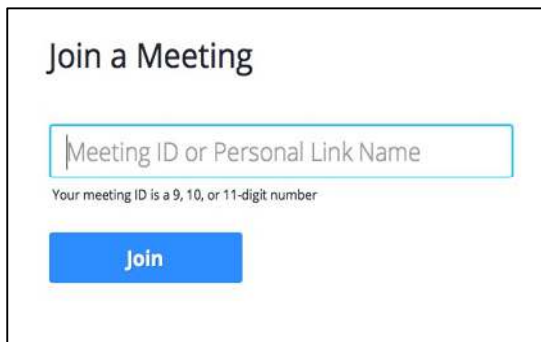 Join a Meeting
Meeting ID or Personal Link Name
Your meeting ID is a 9, 10, or 11-digit number
Join